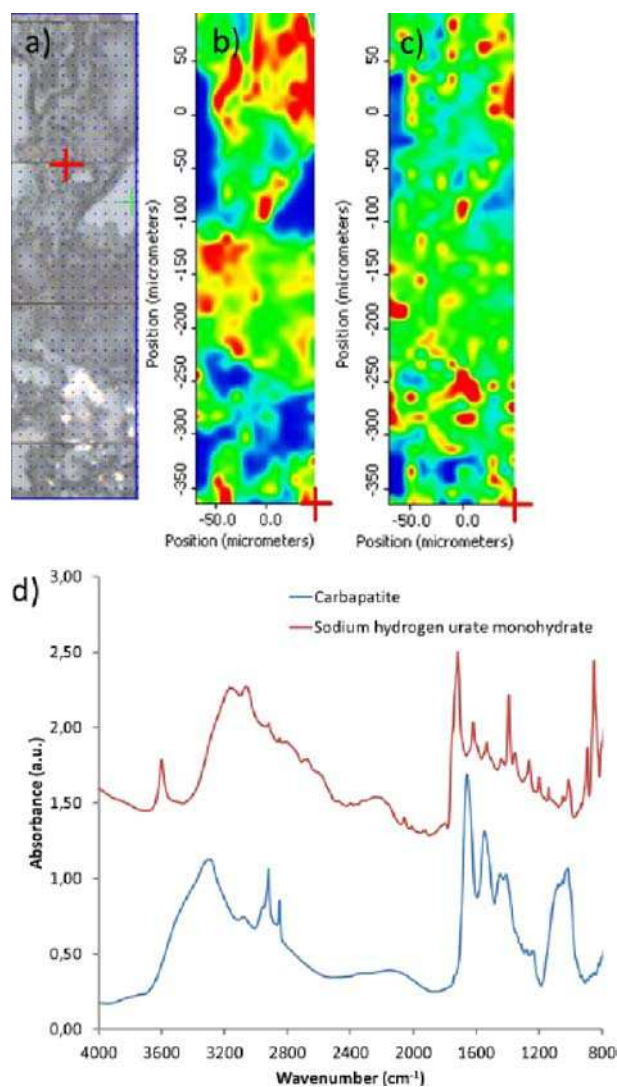 a)
b)
c)
Position (micrometers)
50
0
-50
-100
-150
-200
-250
-300
-350
-50.0 0.0
Position (micrometers)
Position (micrometers)
50
0
-50
-100
-150
-200
-250
-300
-350
-50.0 0.0
Position (micrometers)
d)
3,00
2,50
2,00
1,50
1,00
0,50
0,00
Absorbance (a.u.)
Carbapatite
Sodium hydrogen urate monohydrate
4000 3600 3200 2800 2400 2000 1600 1200 800
Wavenumber (cm⁻¹)